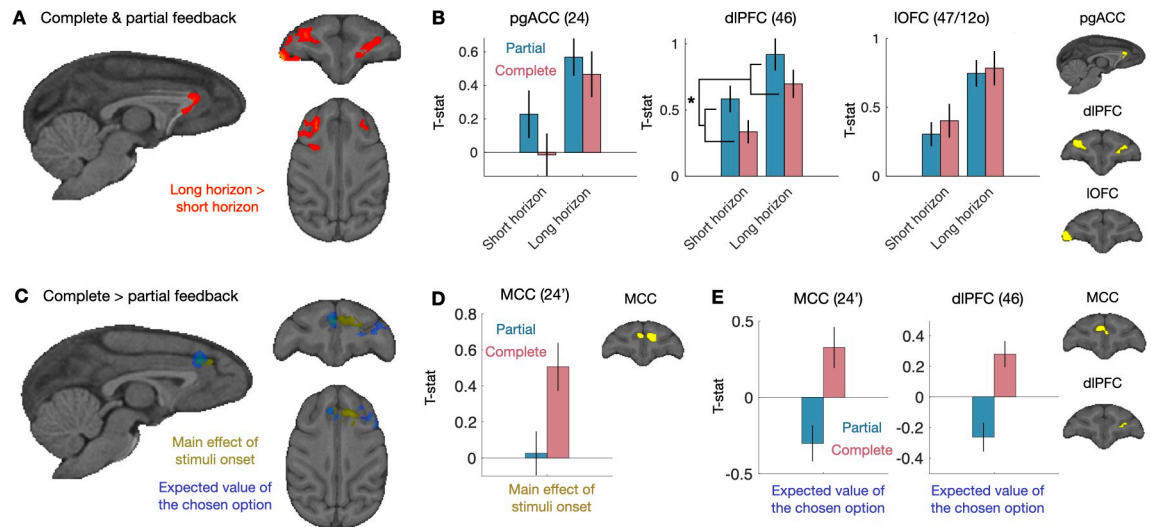 A Complete & partial feedback
Long horizon >
short horizon
B
pgACC (24)
T-stat
0.6
0.4
0.2
0
Partial
Complete
Short horizon
Long horizon
dlPFC (46)
T-stat
1
0.5
0
*
Short horizon
Long horizon
lOFC (47/12o)
T-stat
1
0.5
0
Short horizon
Long horizon
pgACC
dlPFC
lOFC
C Complete > partial feedback
Main effect of
stimuli onset
Expected value of
the chosen option
D
MCC (24’)
T-stat
0.8
0.6
0.4
0.2
0
Partial
Complete
Main effect of
stimuli onset
MCC
E
MCC (24’)
T-stat
0.5
0
-0.5
Partial
Complete
Expected value of
the chosen option
dlPFC (46)
T-stat
0.4
0.2
0
-0.2
-0.4
Expected value of
the chosen option
MCC
dlPFC